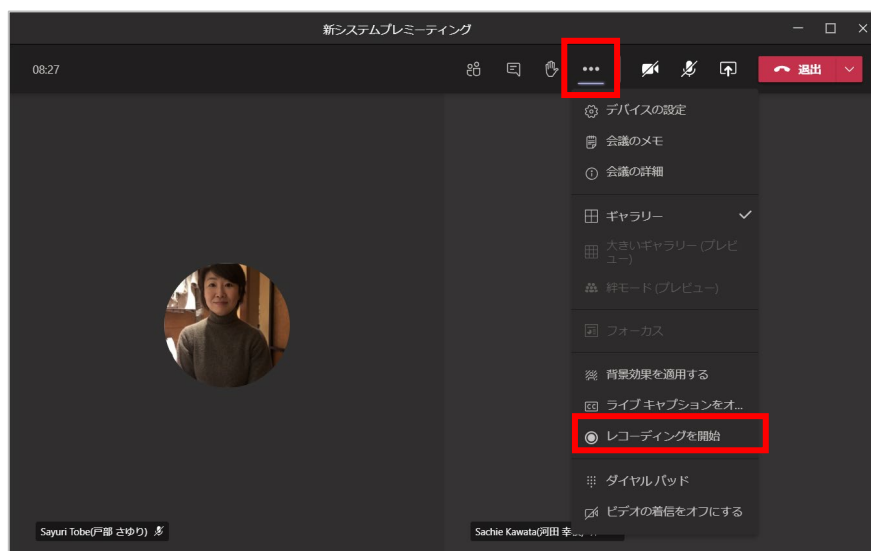 新システムプレミーティング
08:27
退出
デバイスの設定
会議のメモ
会議の詳細
ギャラリー
大きいギャラリー (プレビ
ュー)
絆モード (プレビュー)
フォーカス
背景効果を適用する
CC ライブ キャプションをオ...
レコーディングを開始
ダイヤル パッド
ビデオの着信をオフにする
Sayuri Tobe(戸部 さゆり)
Sachie Kawata(河田 幸